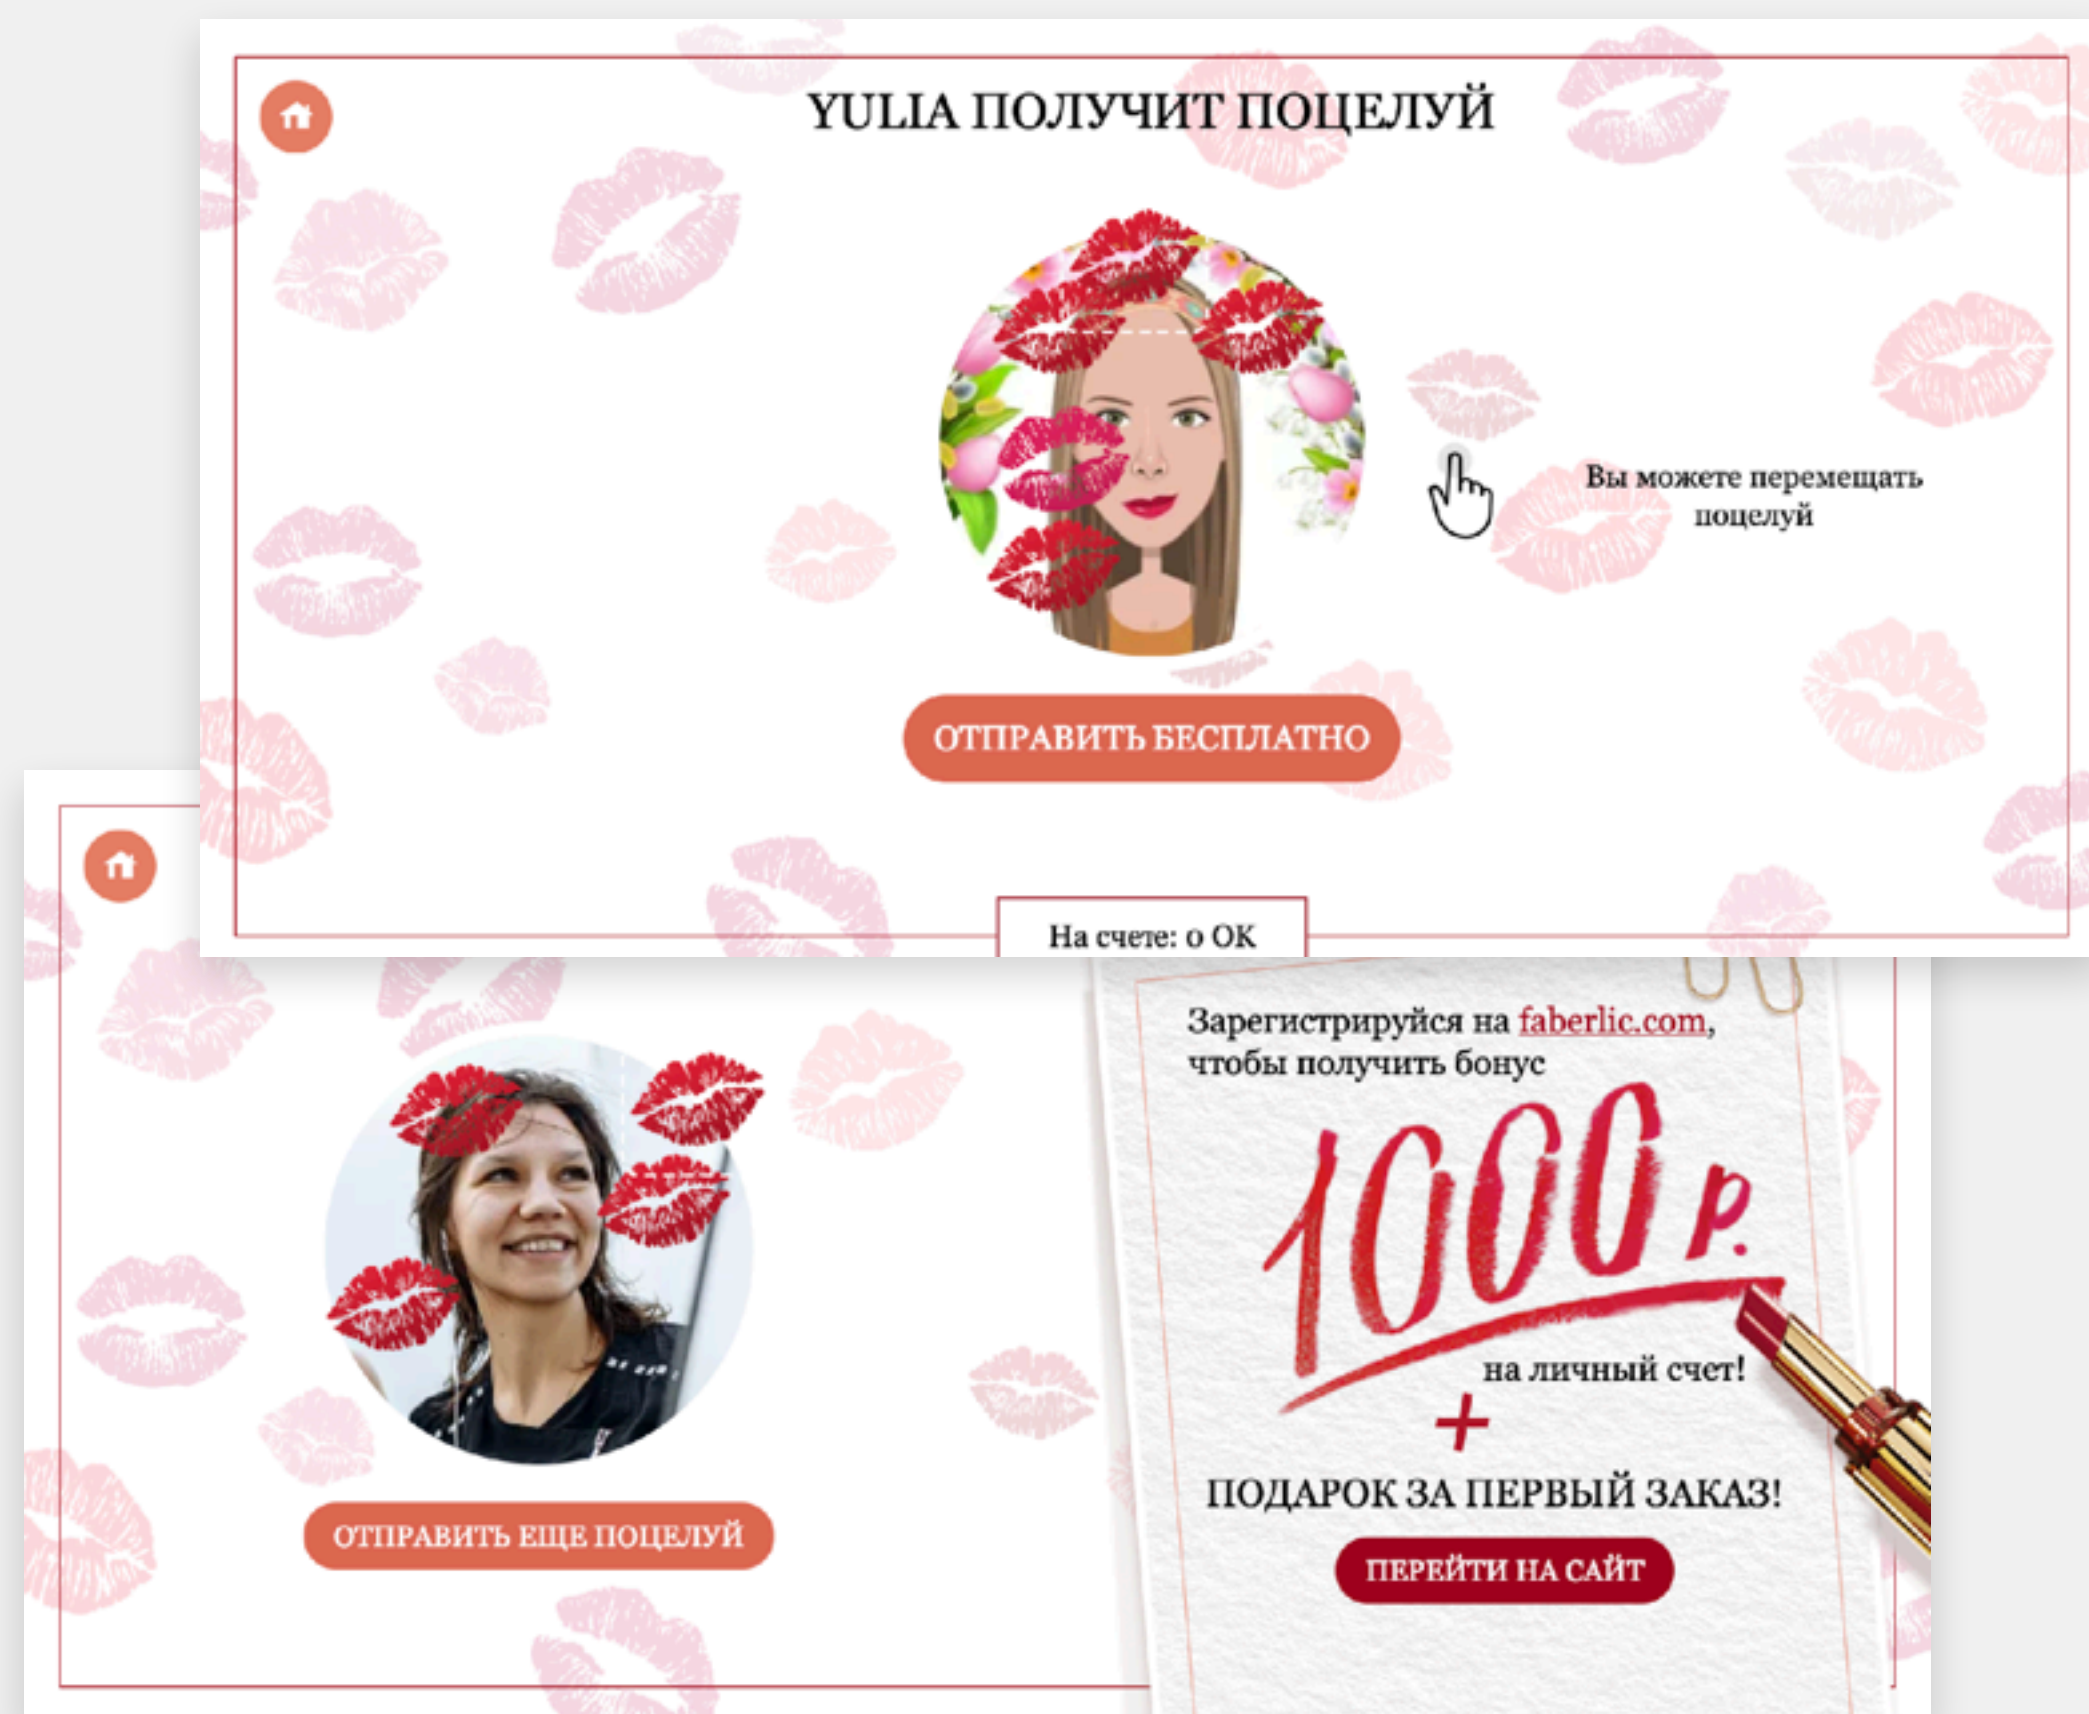 YULIA ПОЛУЧИТ ПОЦЕЛУЙ
Вы можете перемещать
поцелуй
ОТПРАВИТЬ БЕСПЛАТНО
На счете: 0 ОК
Зарегистрируйся на faberlic.com,
чтобы получить бонус
1000 р.
на личный счет!
+
ПОДАРОК ЗА ПЕРВЫЙ ЗАКАЗ!
ОТПРАВИТЬ ЕЩЕ ПОЦЕЛУЙ
ПЕРЕЙТИ НА САЙТ